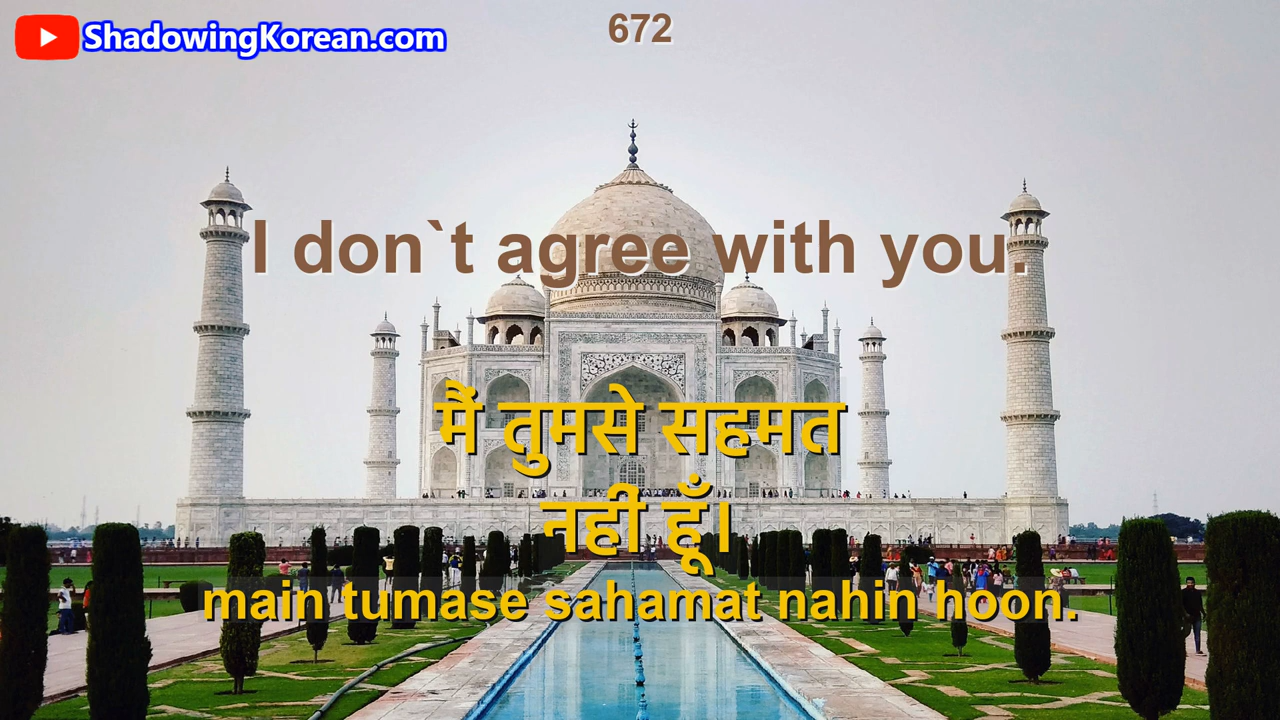 ShadowingKorean.com
672
I don`t agree with you.
मैं तुमसे सहमत
नहीं हूँ।
main tumase sahamat nahin hoon.